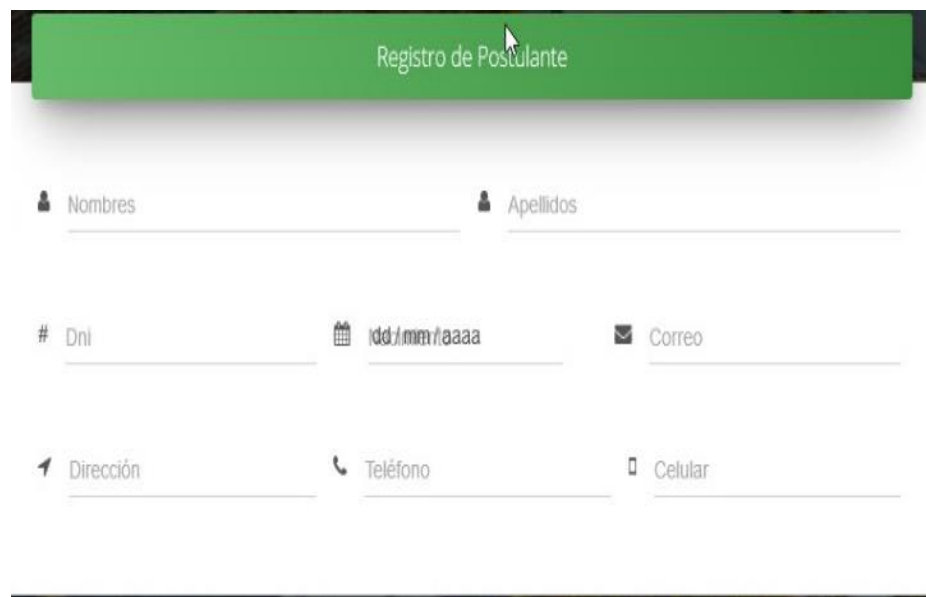 Registro de Postulante
Nombres
Apellidos
# Dni
dd/mm/aaaa
Correo
Dirección
Teléfono
Celular